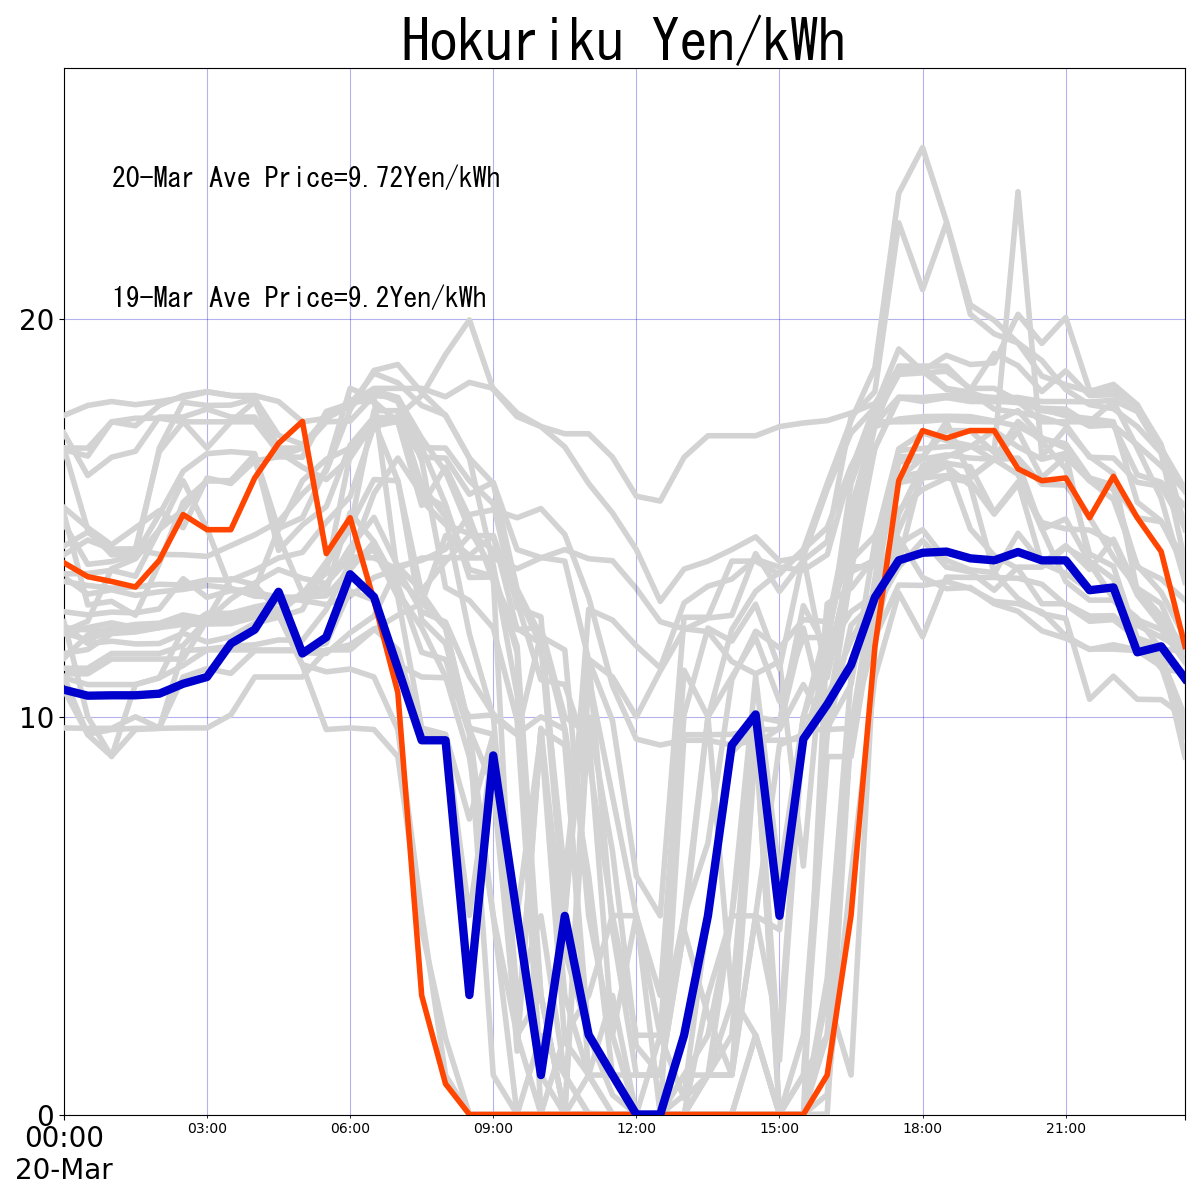 Hokuriku Yen/kWh
20-Mar Ave Price=9.72Yen/kWh
19-Mar Ave Price=9.2Yen/kWh
20
10
0
00:00 03:00 06:00 09:00 12:00 15:00 18:00 21:00
20-Mar